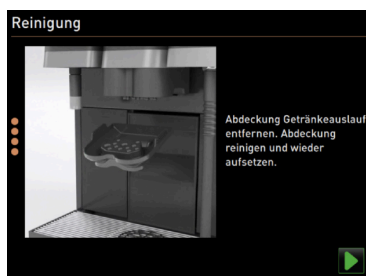 Reinigung
Abdeckung Getränkeauslauf
entfernen. Abdeckung
reinigen und wieder
aufsetzen.